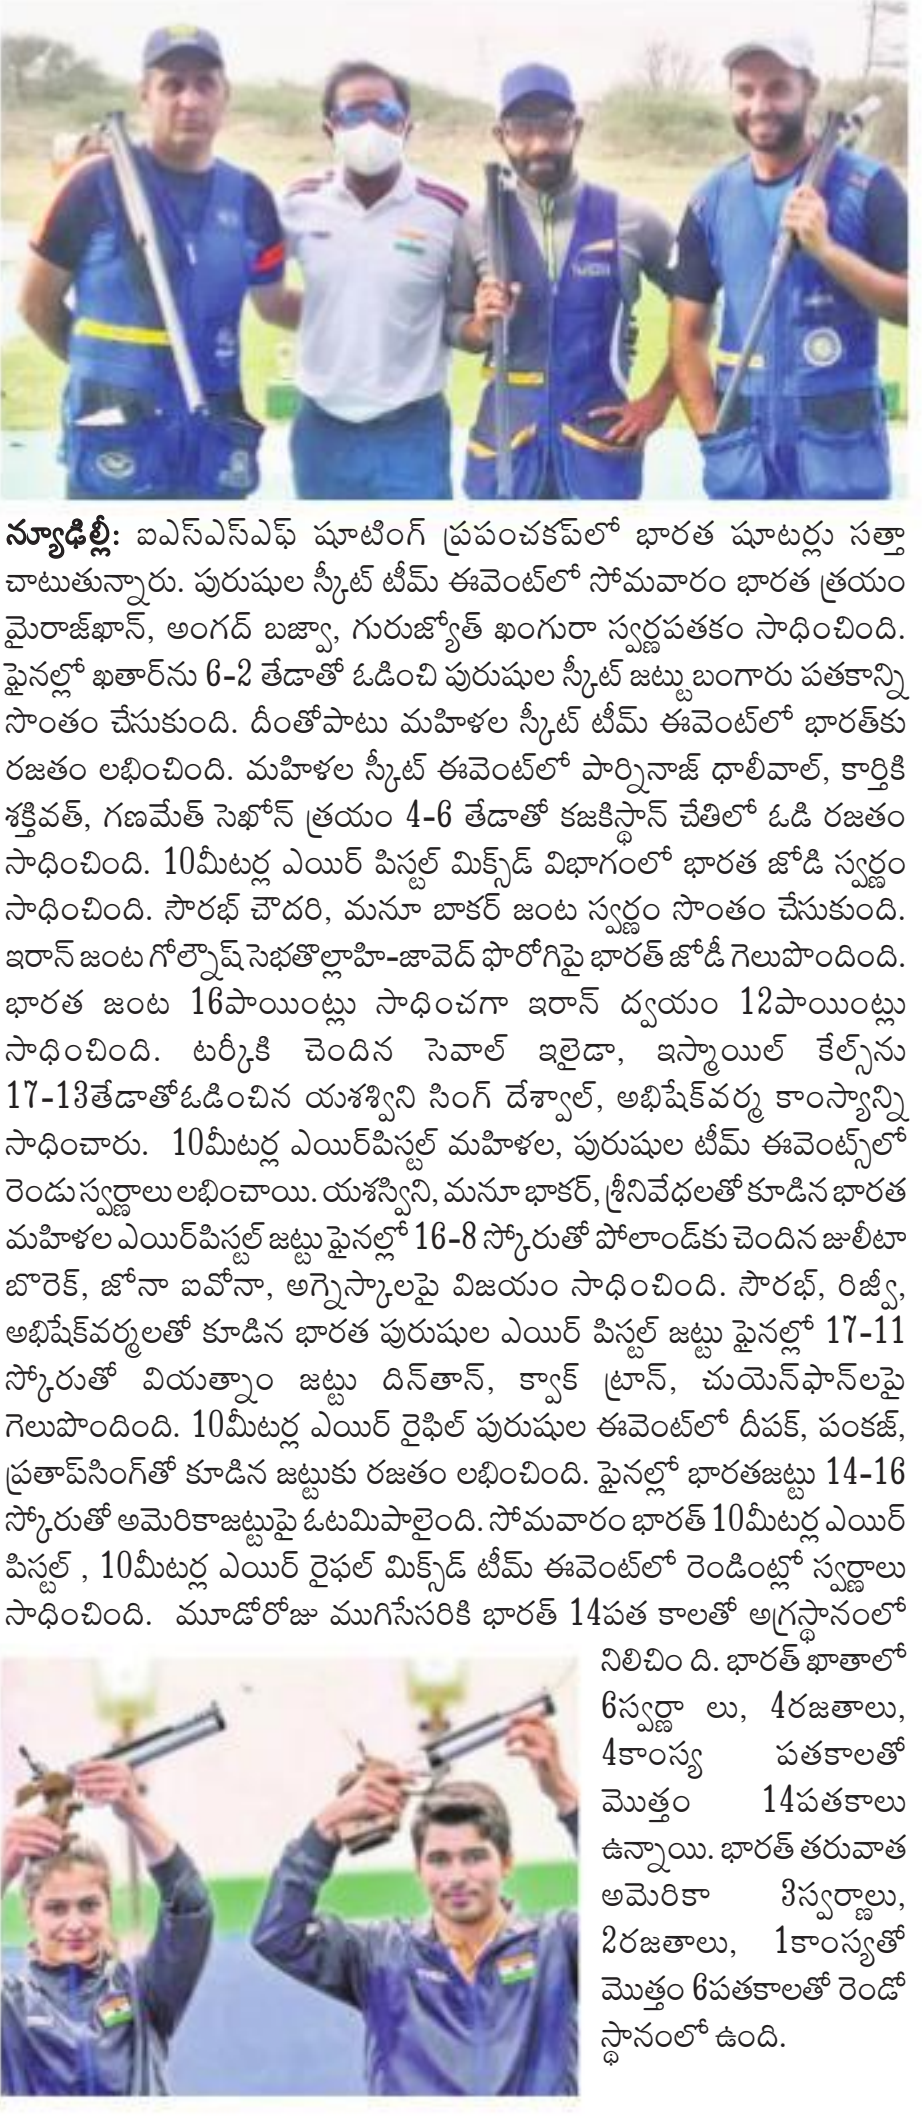 న్యూఢిల్లీ: ఐఎస్ఎస్ఎఫ్ షూటింగ్ ప్రపంచకప్‌లో భారత షూటర్లు సత్తా
చాటుతున్నారు. పురుషుల స్కీట్ టీమ్ ఈవెంట్‌లో సోమవారం భారత త్రయం
మైరాజ్‌ఖాన్, అంగద్ బజ్వా, గురుజ్యోత్ ఖంగురా స్వర్ణపతకం సాధించింది.
ఫైనల్లో ఖతార్‌ను 6-2 తేడాతో ఓడించి పురుషుల స్కీట్ జట్టు బంగారు పతకాన్ని
సొంతం చేసుకుంది. దీంతోపాటు మహిళల స్కీట్ టీమ్ ఈవెంట్‌లో భారత్‌కు
రజతం లభించింది. మహిళల స్కీట్ ఈవెంట్‌లో పార్నినాజ్ ధాలీవాల్, కార్తికి
శక్తివత్, గణమేత్ సెఖోన్ త్రయం 4-6 తేడాతో కజకిస్థాన్ చేతిలో ఓడి రజతం
సాధించింది. 10మీటర్ల ఎయిర్ పిస్టల్ మిక్స్‌డ్ విభాగంలో భారత జోడి స్వర్ణం
సాధించింది. సౌరభ్ చౌదరి, మనూ బాకర్ జంట స్వర్ణం సొంతం చేసుకుంది.
ఇరాన్ జంట గోల్నౌష్ సెభతొల్లాహి-జావెద్ ఫొరోగిపై భారత్ జోడీ గెలుపొందింది.
భారత జంట 16పాయింట్లు సాధించగా ఇరాన్ ద్వయం 12పాయింట్లు
సాధించింది. టర్కీకి చెందిన సెవాల్ ఇలైడా, ఇస్మాయిల్ కేల్స్‌ను
17-13తేడాతోఓడించిన యశశ్విని సింగ్ దేశ్వాల్, అభిషేక్‌వర్మ కాంస్యాన్ని
సాధించారు. 10మీటర్ల ఎయిర్‌పిస్టల్ మహిళల, పురుషుల టీమ్ ఈవెంట్స్‌లో
రెండు స్వర్ణాలు లభించాయి. యశస్విని, మనూ భాకర్, శ్రీనివేధలతో కూడిన భారత
మహిళల ఎయిర్‌పిస్టల్ జట్టు ఫైనల్లో 16-8 స్కోరుతో పోలాండ్‌కు చెందిన జులీటా
బొరెక్, జోనా ఐవోనా, అగ్నెస్కాలపై విజయం సాధించింది. సౌరభ్, రిజ్వీ,
అభిషేక్‌వర్మలతో కూడిన భారత పురుషుల ఎయిర్ పిస్టల్ జట్టు ఫైనల్లో 17-11
స్కోరుతో వియత్నాం జట్టు దిన్‌తాన్, క్వాక్ ట్రాన్, చుయెన్‌ఫాన్‌లపై
గెలుపొందింది. 10మీటర్ల ఎయిర్ రైఫిల్ పురుషుల ఈవెంట్‌లో దీపక్, పంకజ్,
ప్రతాప్‌సింగ్‌తో కూడిన జట్టుకు రజతం లభించింది. ఫైనల్లో భారతజట్టు 14-16
స్కోరుతో అమెరికాజట్టుపై ఓటమిపాలైంది. సోమవారం భారత్ 10మీటర్ల ఎయిర్
పిస్టల్ , 10మీటర్ల ఎయిర్ రైఫల్ మిక్స్‌డ్ టీమ్ ఈవెంట్‌లో రెండింట్లో స్వర్ణాలు
సాధించింది. మూడోరోజు ముగిసేసరికి భారత్ 14పత కాలతో అగ్రస్థానంలో
నిలిచిం ది. భారత్ ఖాతాలో
6స్వర్ణా లు, 4రజతాలు,
4కాంస్య పతకాలతో
మొత్తం 14పతకాలు
ఉన్నాయి. భారత్ తరువాత
అమెరికా 3స్వరాణలు,
2రజతాలు, 1కాంస్యతో
మొత్తం 6పతకాలతో రెండో
స్థానంలో ఉంది.